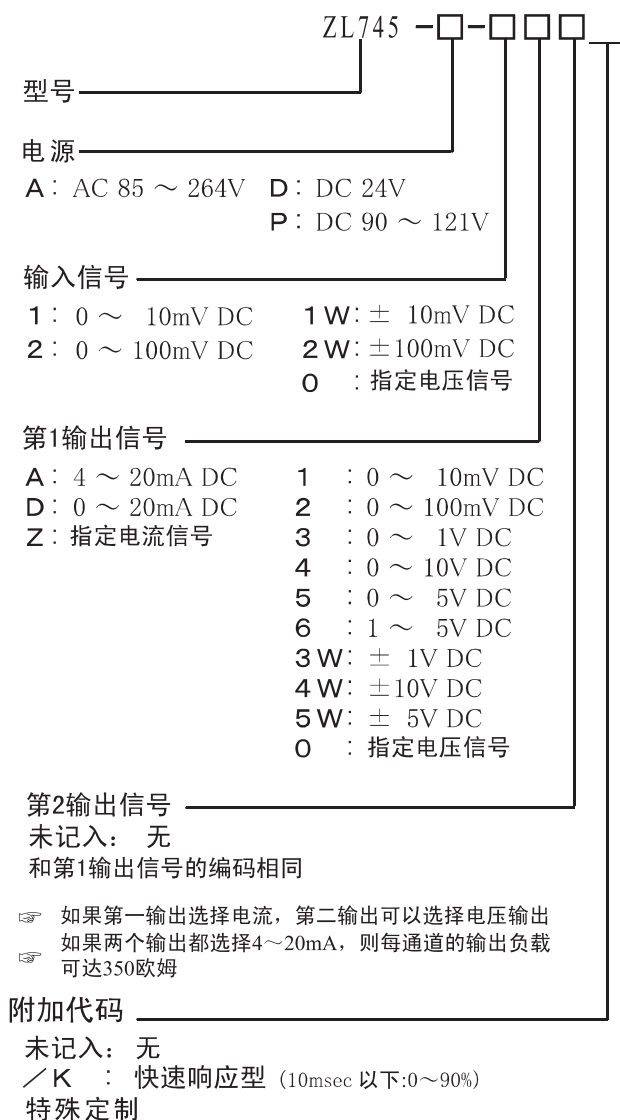 ZL745 -□-□□□
型号
电源
A: AC 85 ～ 264V D: DC 24V
P: DC 90 ～ 121V
输入信号
1: 0 ～ 10mV DC 1W: ± 10mV DC
2: 0 ～ 100mV DC 2W: ±100mV DC
0 : 指定电压信号
第1输出信号
A: 4 ～ 20mA DC 1 : 0 ～ 10mV DC
D: 0 ～ 20mA DC 2 : 0 ～ 100mV DC
Z: 指定电流信号 3 : 0 ～ 1V DC
4 : 0 ～ 10V DC
5 : 0 ～ 5V DC
6 : 1 ～ 5V DC
3W: ± 1V DC
4W: ±10V DC
5W: ± 5V DC
0 : 指定电压信号
第2输出信号
未记入: 无
和第1输出信号的编码相同
☞ 如果第一输出选择电流，第二输出可以选择电压输出
☞ 如果两个输出都选择4～20mA，则每通道的输出负载
可达350欧姆
附加代码
未记入: 无
／K : 快速响应型 (10msec 以下:0～90%)
特殊定制